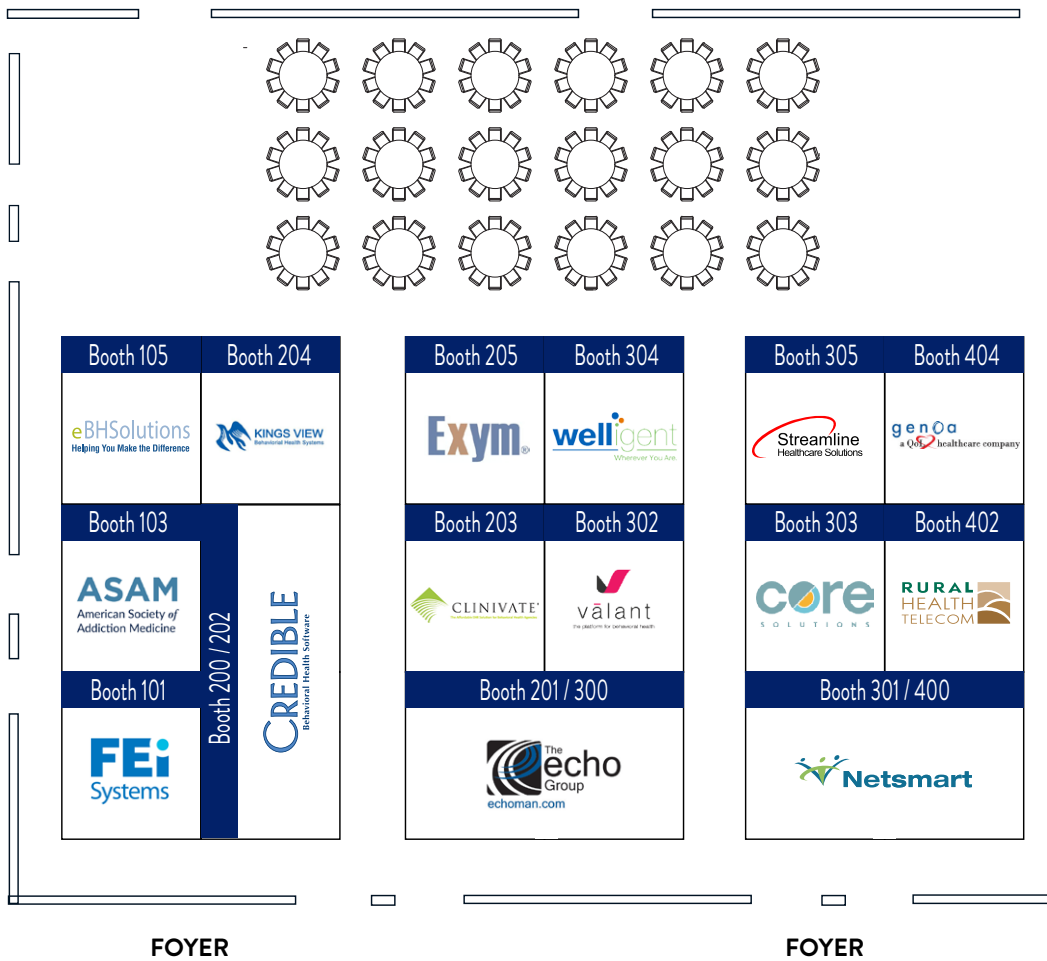 Booth 105
Booth 204
Booth 205
Booth 304
Booth 305
Booth 404
eBHSolutions
Helping You Make the Difference
KINGS VIEW
Behavioral Health Systems
Exym®
welligent
Wherever You Are.
Streamline
Healthcare Solutions
genoa
a QoL healthcare company
Booth 103
Booth 203
Booth 302
Booth 303
Booth 402
ASAM
American Society of
Addiction Medicine
Booth 200 / 202
CREDIBLE
Behavioral Health Software
CLINIVATE
vālant
the platform for behavioral health
core
SOLUTIONS
RURAL
HEALTH
TELECOM
Booth 101
Booth 201 / 300
Booth 301 / 400
FEi
Systems
The
echo
Group
echoman.com
Netsmart
FOYER
FOYER